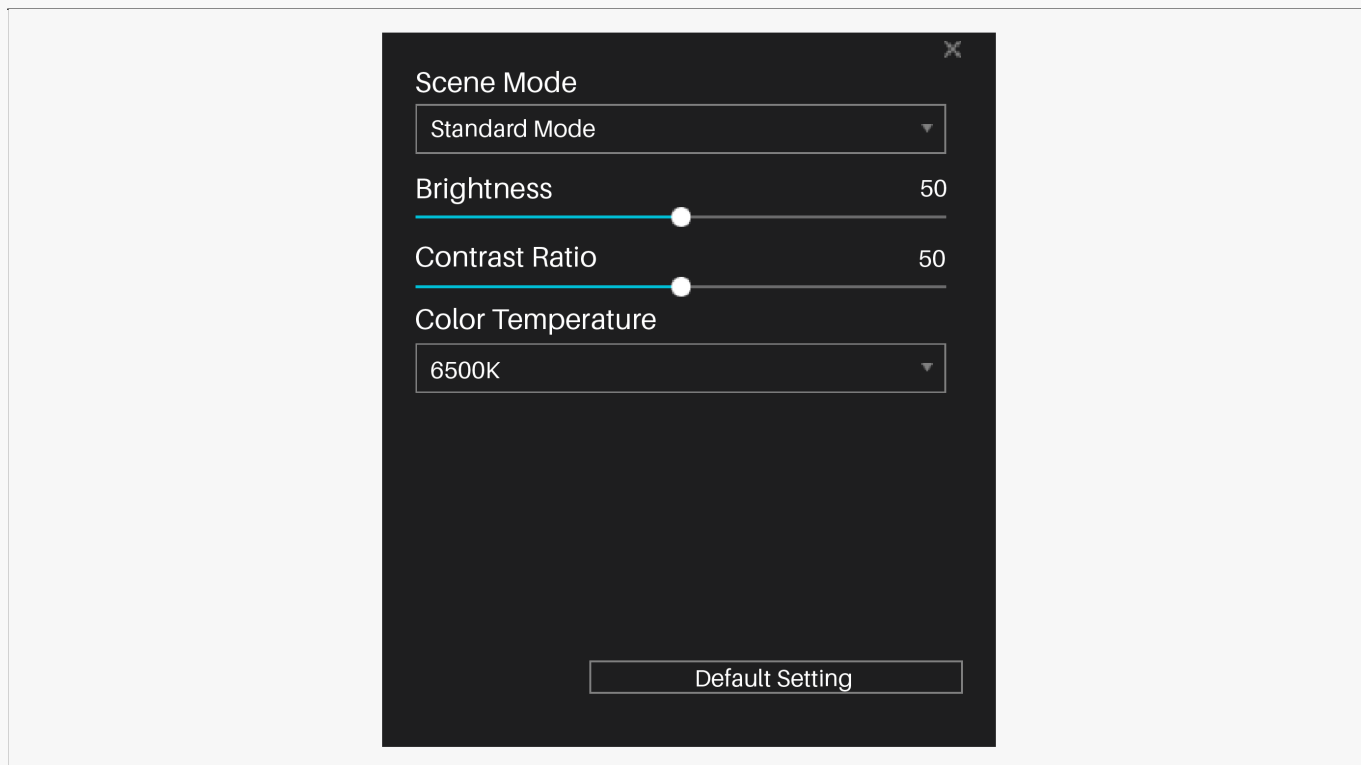 Scene Mode
Standard Mode
Brightness 50
Contrast Ratio 50
Color Temperature
6500K
Default Setting